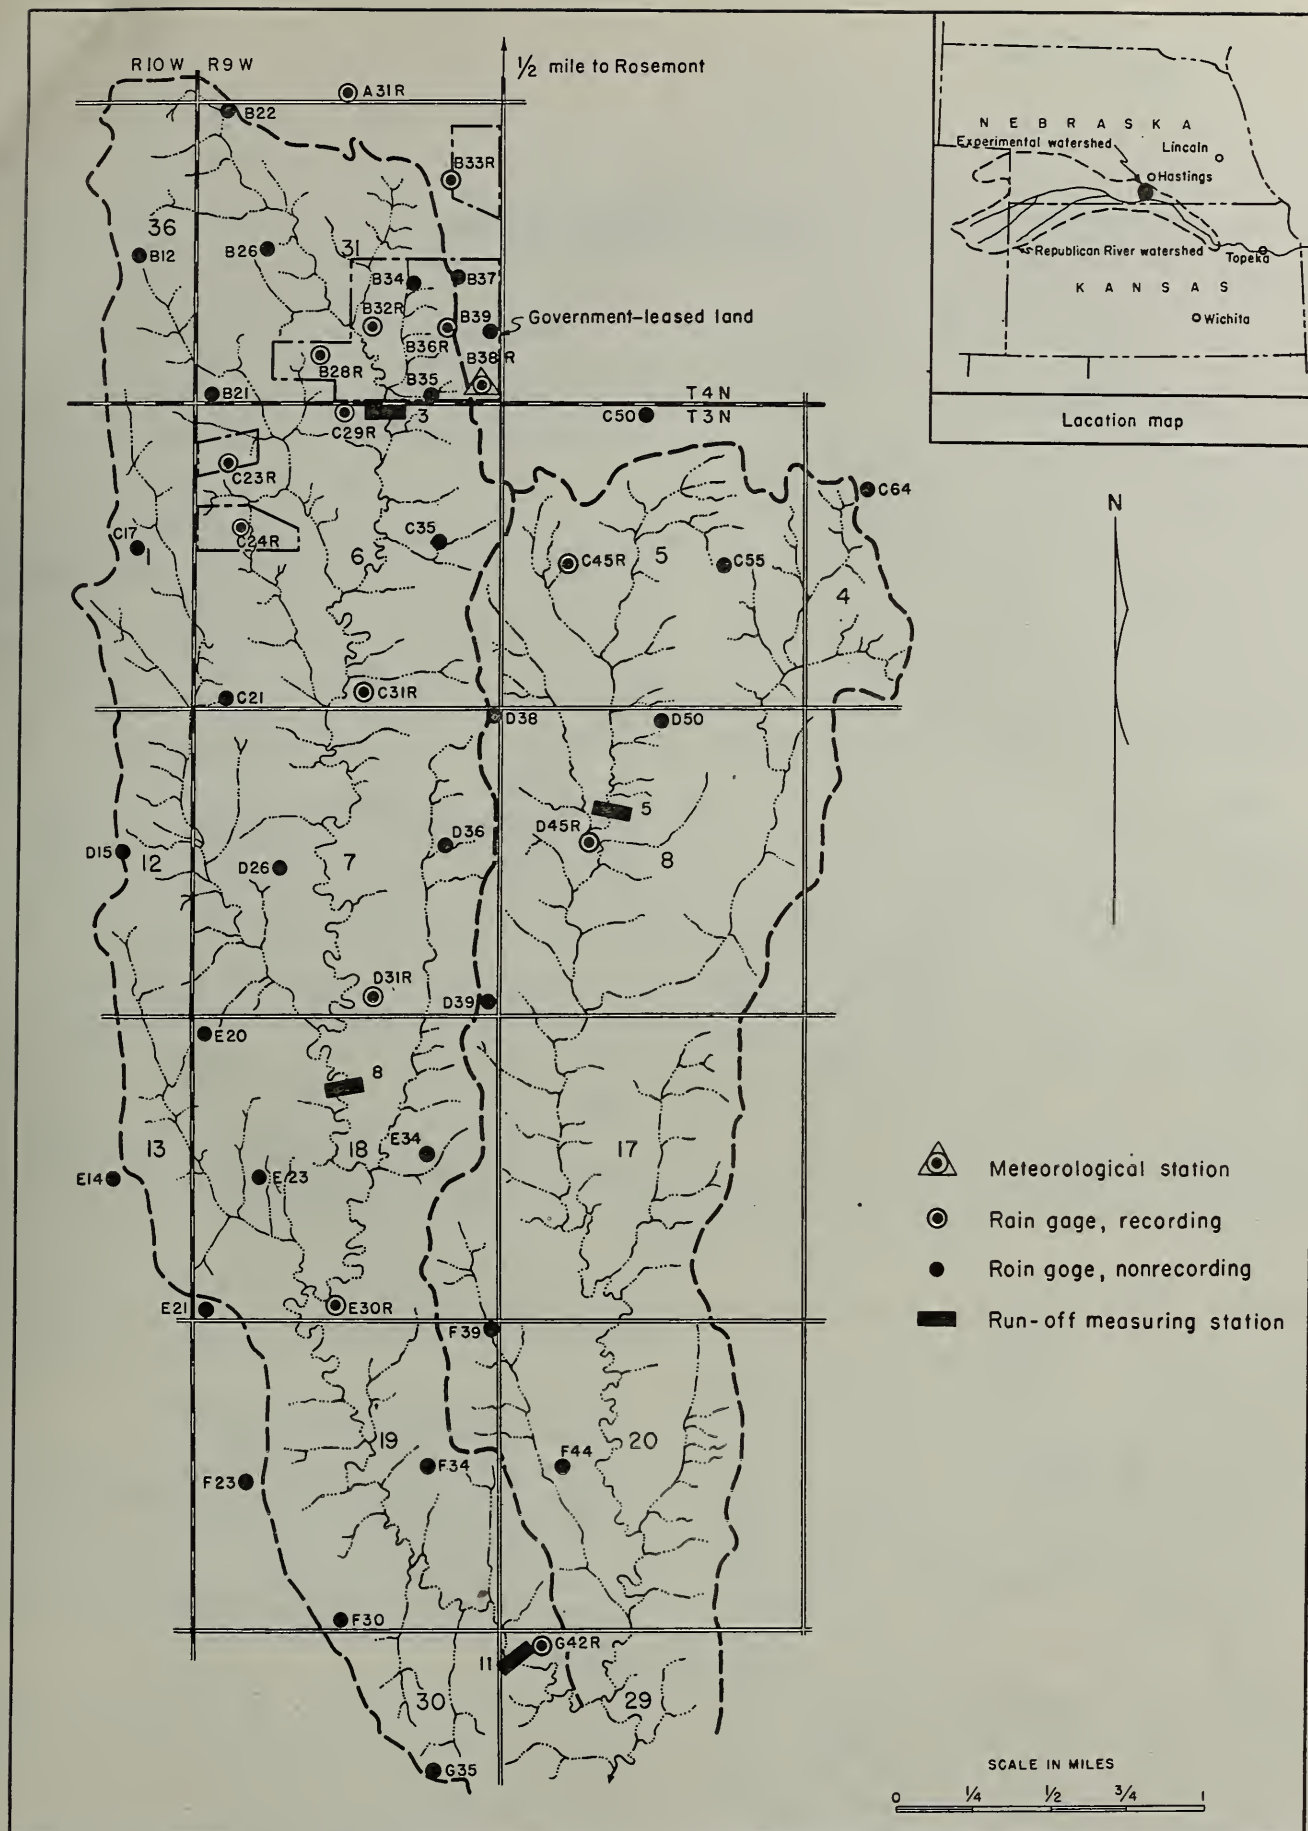 R10W R9W
1/2 mile to Rosemont
A31R
B22
B33R
36
31
B12
B26
B34
B37
B32R
B36R
B39
Government-leased land
B28R
B38R
B21
B35
T4N
3
C50
T3N
C29R
C23R
C64
C24R
C17
1
C35
6
C45R
5
C55
4
C21
C31R
D38
D50
5
D45R
D36
8
D15
12
D26
7
D31R
D39
E20
8
13
18
E34
17
E14
E23
E21
E30R
F39
19
F44
20
F23
F34
F30
G42R
11
30
29
G35
NEBRASKA
Experimental watershed
Lincoln
Hastings
Republican River watershed
Topeka
KANSAS
Wichita
Location map
N
Meteorological station
Rain gage, recording
Roin goge, nonrecording
Run-off measuring station
SCALE IN MILES
0 1/4 1/2 3/4 1